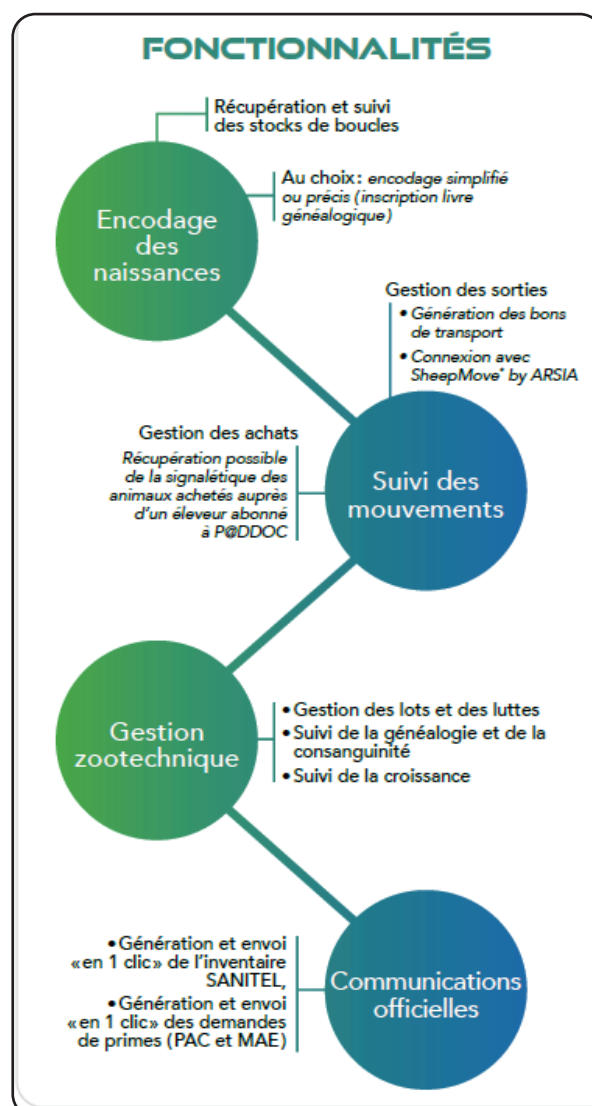 FONCTIONNALITÉS
Récupération et suivi
des stocks de boucles
Au choix : encodage simplifié
ou précis (inscription livre
généalogique)
Encodage
des
naissances
Gestion des sorties
• Génération des bons
de transport
• Connexion avec
SheepMove* by ARSIA
Gestion des achats
Récupération possible
de la signalétique des
animaux achetés auprès
d'un éleveur abonné
à P@DDOC
Suivi des
mouvements
Gestion
zootechnique
• Gestion des lots et des luttes
• Suivi de la généalogie et de la
consanguinité
• Suivi de la croissance
• Génération et envoi
«en 1 clic» de l'inventaire
SANITEL,
• Génération et envoi
«en 1 clic» des demandes
de primes (PAC et MAE)
Communications
officielles